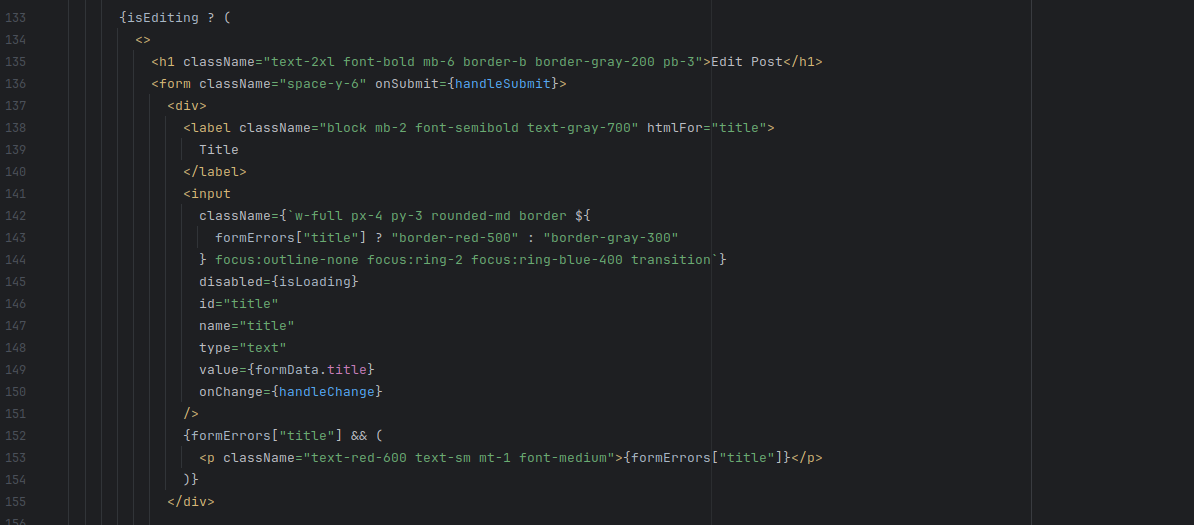 133 {isEditing ? (
134 <>
135 <h1 className="text-2xl font-bold mb-6 border-b border-gray-200 pb-3">Edit Post</h1>
136 <form className="space-y-6" onSubmit={handleSubmit}>
137 <div>
138 <label className="block mb-2 font-semibold text-gray-700" htmlFor="title">
139 Title
140 </label>
141 <input
142 className={`w-full px-4 py-3 rounded-md border ${
143 formErrors["title"] ? "border-red-500" : "border-gray-300"
144 } focus:outline-none focus:ring-2 focus:ring-blue-400 transition`}
145 disabled={isLoading}
146 id="title"
147 name="title"
148 type="text"
149 value={formData.title}
150 onChange={handleChange}
151 />
152 {formErrors["title"] && (
153 <p className="text-red-600 text-sm mt-1 font-medium">{formErrors["title"]}</p>
154 )}
155 </div>
156